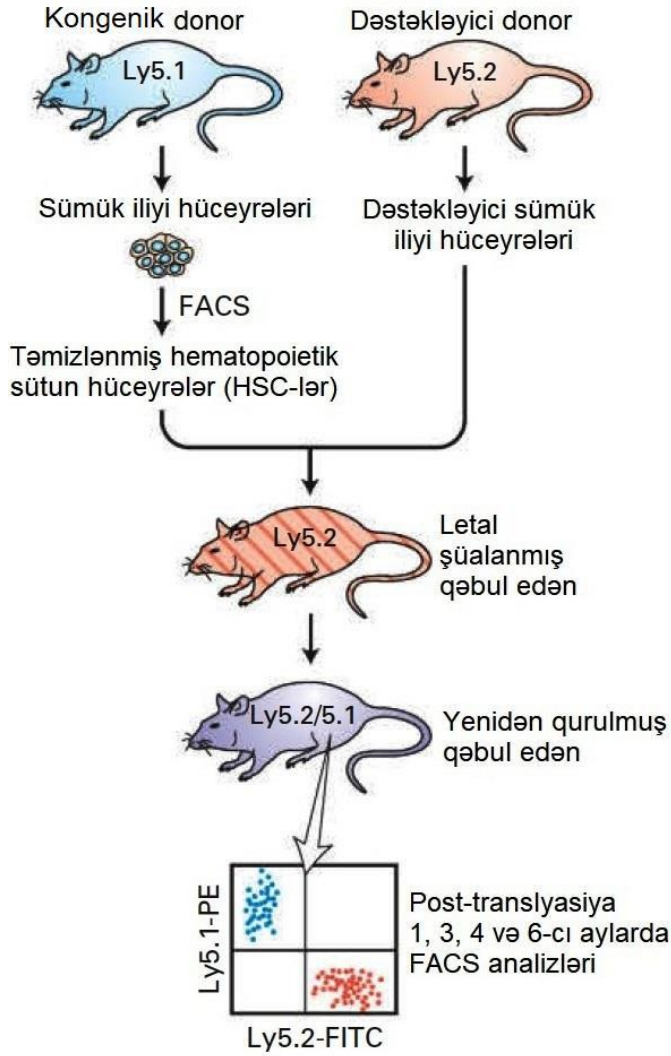 Kongenik donor
Dəstəkləyici donor
Ly5.1
Ly5.2
Sümük iliyi hüceyrələri
Dəstəkləyici sümük
iliyi hüceyrələri
FACS
Təmizlənmiş hematopoietik
sütun hüceyrələr (HSC-lər)
Ly5.2
Letal
şüalanmış
qəbul edən
Ly5.2/5.1
Yenidən qurulmuş
qəbul edən
Ly5.1-PE
Post-translyasiya
1, 3, 4 və 6-cı aylarda
FACS analizləri
Ly5.2-FITC